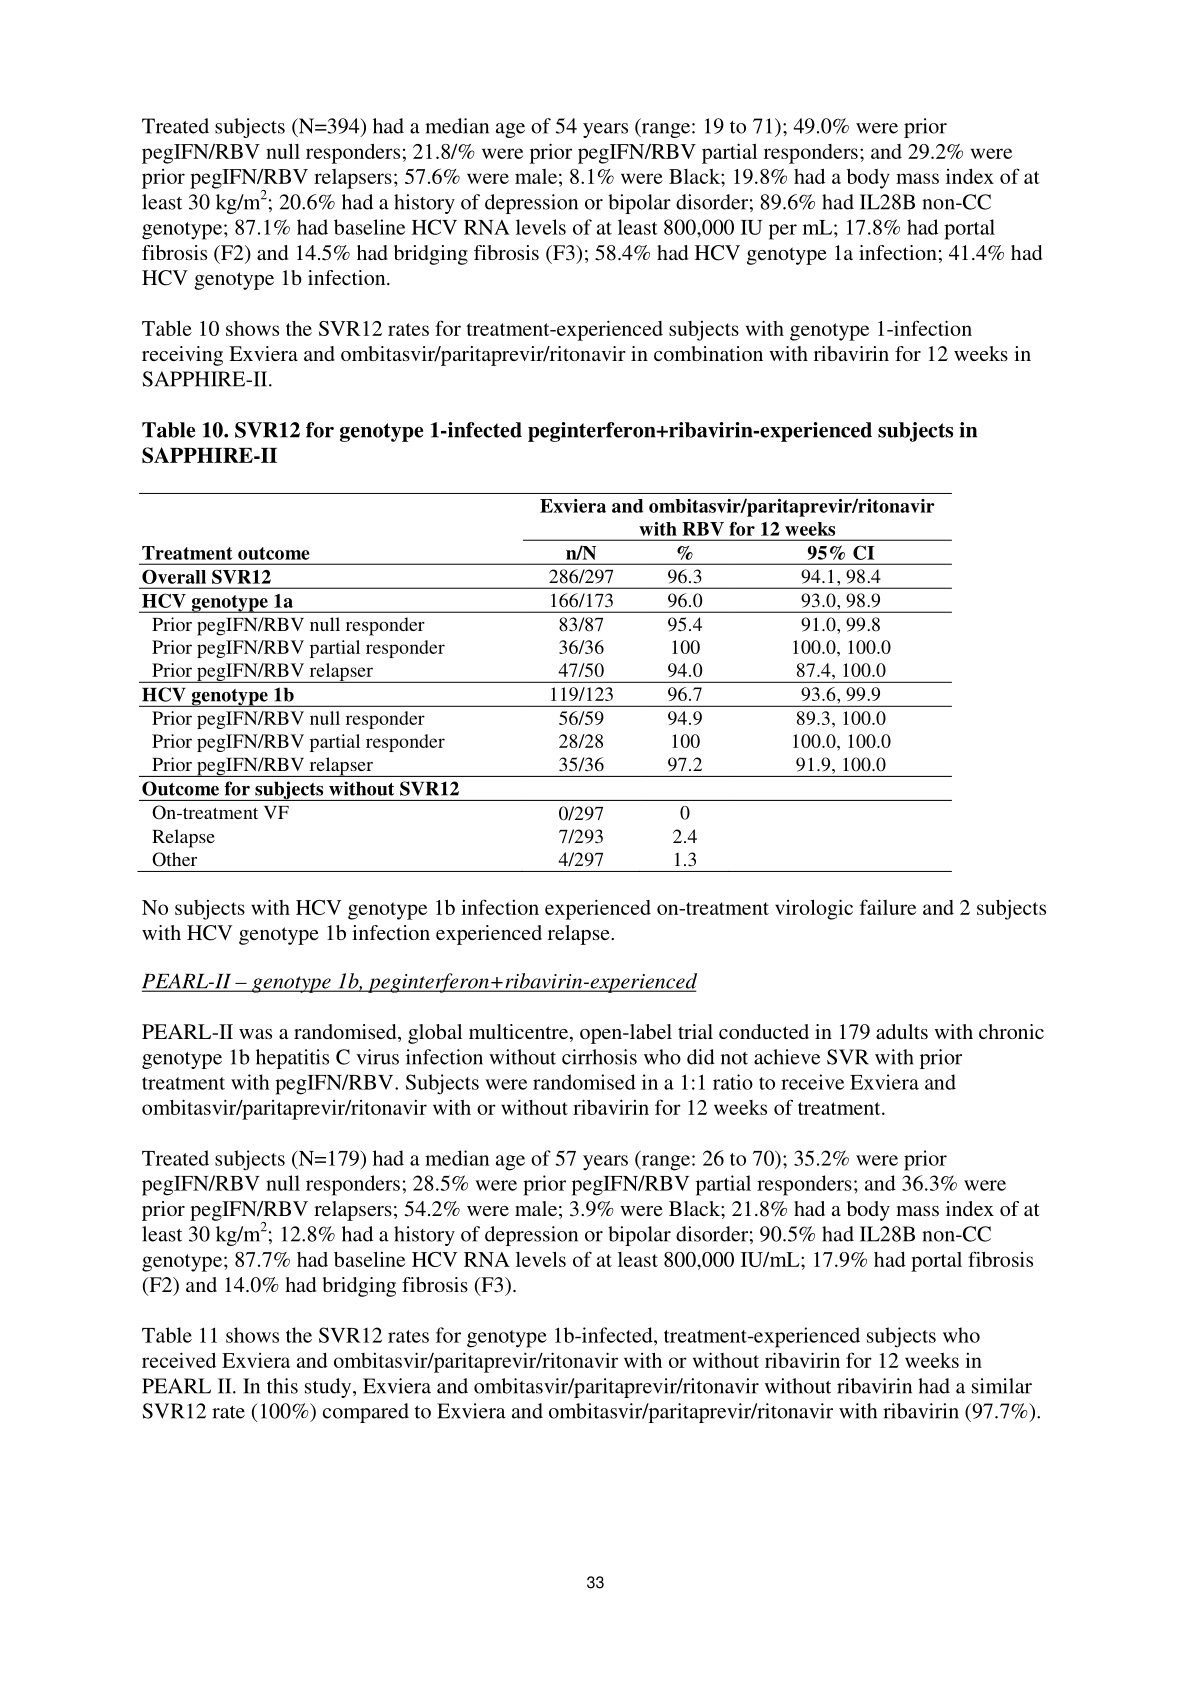 Treated subjects (N=394) had a median age of 54 years (range: 19 to 71); 49.0% were prior
pegIFN/RBV null responders; 21.8/% were prior pegIFN/RBV partial responders; and 29.2% were
prior pegIFN/RBV relapsers; 57.6% were male; 8.1% were Black; 19.8% had a body mass index of at
least 30 kg/m²; 20.6% had a history of depression or bipolar disorder; 89.6% had IL28B non-CC
genotype; 87.1% had baseline HCV RNA levels of at least 800,000 IU per mL; 17.8% had portal
fibrosis (F2) and 14.5% had bridging fibrosis (F3); 58.4% had HCV genotype 1a infection; 41.4% had
HCV genotype 1b infection.
Table 10 shows the SVR12 rates for treatment-experienced subjects with genotype 1-infection
receiving Exviera and ombitasvir/paritaprevir/ritonavir in combination with ribavirin for 12 weeks in
SAPPHIRE-II.
Table 10. SVR12 for genotype 1-infected peginterferon+ribavirin-experienced subjects in
SAPPHIRE-II
Exviera and ombitasvir/paritaprevir/ritonavir
with RBV for 12 weeks
Treatment outcome n/N % 95% CI
Overall SVR12 286/297 96.3 94.1, 98.4
HCV genotype 1a 166/173 96.0 93.0, 98.9
Prior pegIFN/RBV null responder 83/87 95.4 91.0, 99.8
Prior pegIFN/RBV partial responder 36/36 100 100.0, 100.0
Prior pegIFN/RBV relapser 47/50 94.0 87.4, 100.0
HCV genotype 1b 119/123 96.7 93.6, 99.9
Prior pegIFN/RBV null responder 56/59 94.9 89.3, 100.0
Prior pegIFN/RBV partial responder 28/28 100 100.0, 100.0
Prior pegIFN/RBV relapser 35/36 97.2 91.9, 100.0
Outcome for subjects without SVR12
On-treatment VF 0/297 0
Relapse 7/293 2.4
Other 4/297 1.3
No subjects with HCV genotype 1b infection experienced on-treatment virologic failure and 2 subjects
with HCV genotype 1b infection experienced relapse.
PEARL-II – genotype 1b, peginterferon+ribavirin-experienced
PEARL-II was a randomised, global multicentre, open-label trial conducted in 179 adults with chronic
genotype 1b hepatitis C virus infection without cirrhosis who did not achieve SVR with prior
treatment with pegIFN/RBV. Subjects were randomised in a 1:1 ratio to receive Exviera and
ombitasvir/paritaprevir/ritonavir with or without ribavirin for 12 weeks of treatment.
Treated subjects (N=179) had a median age of 57 years (range: 26 to 70); 35.2% were prior
pegIFN/RBV null responders; 28.5% were prior pegIFN/RBV partial responders; and 36.3% were
prior pegIFN/RBV relapsers; 54.2% were male; 3.9% were Black; 21.8% had a body mass index of at
least 30 kg/m²; 12.8% had a history of depression or bipolar disorder; 90.5% had IL28B non-CC
genotype; 87.7% had baseline HCV RNA levels of at least 800,000 IU/mL; 17.9% had portal fibrosis
(F2) and 14.0% had bridging fibrosis (F3).
Table 11 shows the SVR12 rates for genotype 1b-infected, treatment-experienced subjects who
received Exviera and ombitasvir/paritaprevir/ritonavir with or without ribavirin for 12 weeks in
PEARL II. In this study, Exviera and ombitasvir/paritaprevir/ritonavir without ribavirin had a similar
SVR12 rate (100%) compared to Exviera and ombitasvir/paritaprevir/ritonavir with ribavirin (97.7%).
33